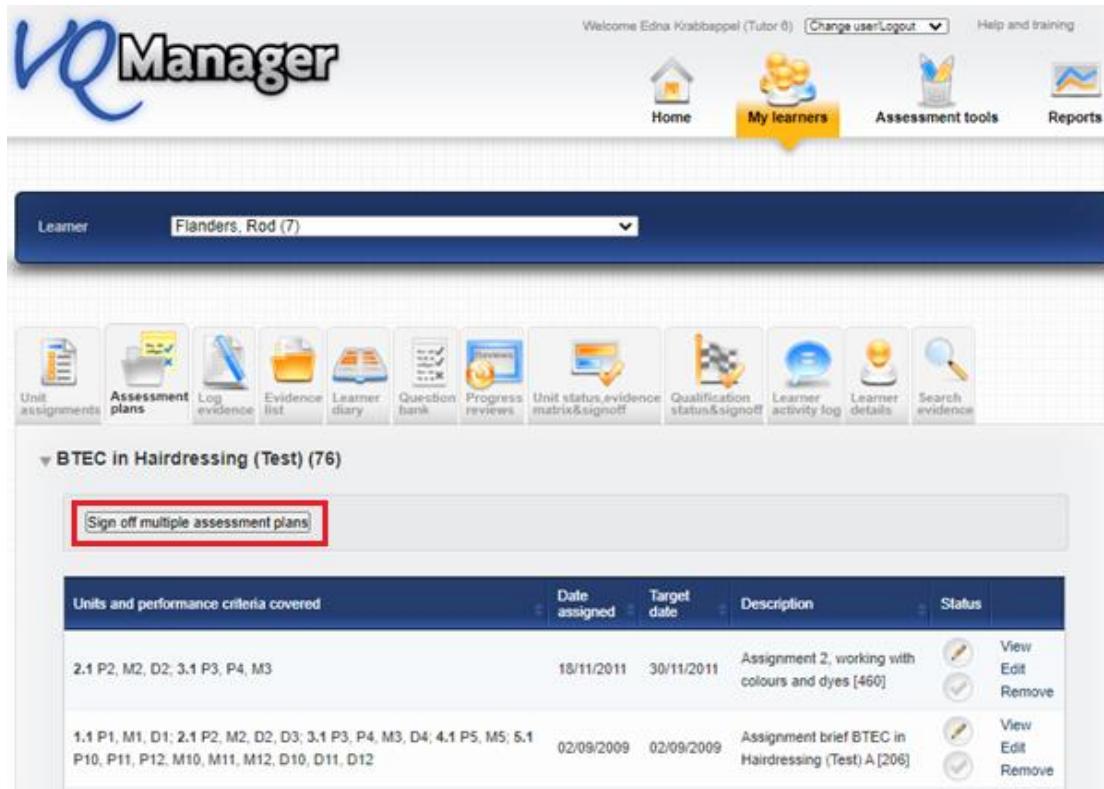 VQManager
Welcome Edna Krabbappel (Tutor 6) Change user/Logout Help and training
Home My learners Assessment tools Reports
Learner Flanders, Rod (7)
Unit assignments
Assessment plans
Log evidence
Evidence list
Learner diary
Question bank
Progress reviews
Unit status,evidence matrix&signoff
Qualification status&signoff
Learner activity log
Learner details
Search evidence
BTEC in Hairdressing (Test) (76)
Sign off multiple assessment plans
Units and performance criteria covered
Date assigned
Target date
Description
Status
2.1 P2, M2, D2; 3.1 P3, P4, M3
18/11/2011
30/11/2011
Assignment 2, working with
colours and dyes [460]
View
Edit
Remove
1.1 P1, M1, D1; 2.1 P2, M2, D2, D3; 3.1 P3, P4, M3, D4; 4.1 P5, M5; 5.1
P10, P11, P12, M10, M11, M12, D10, D11, D12
02/09/2009
02/09/2009
Assignment brief BTEC in
Hairdressing (Test) A [206]
View
Edit
Remove